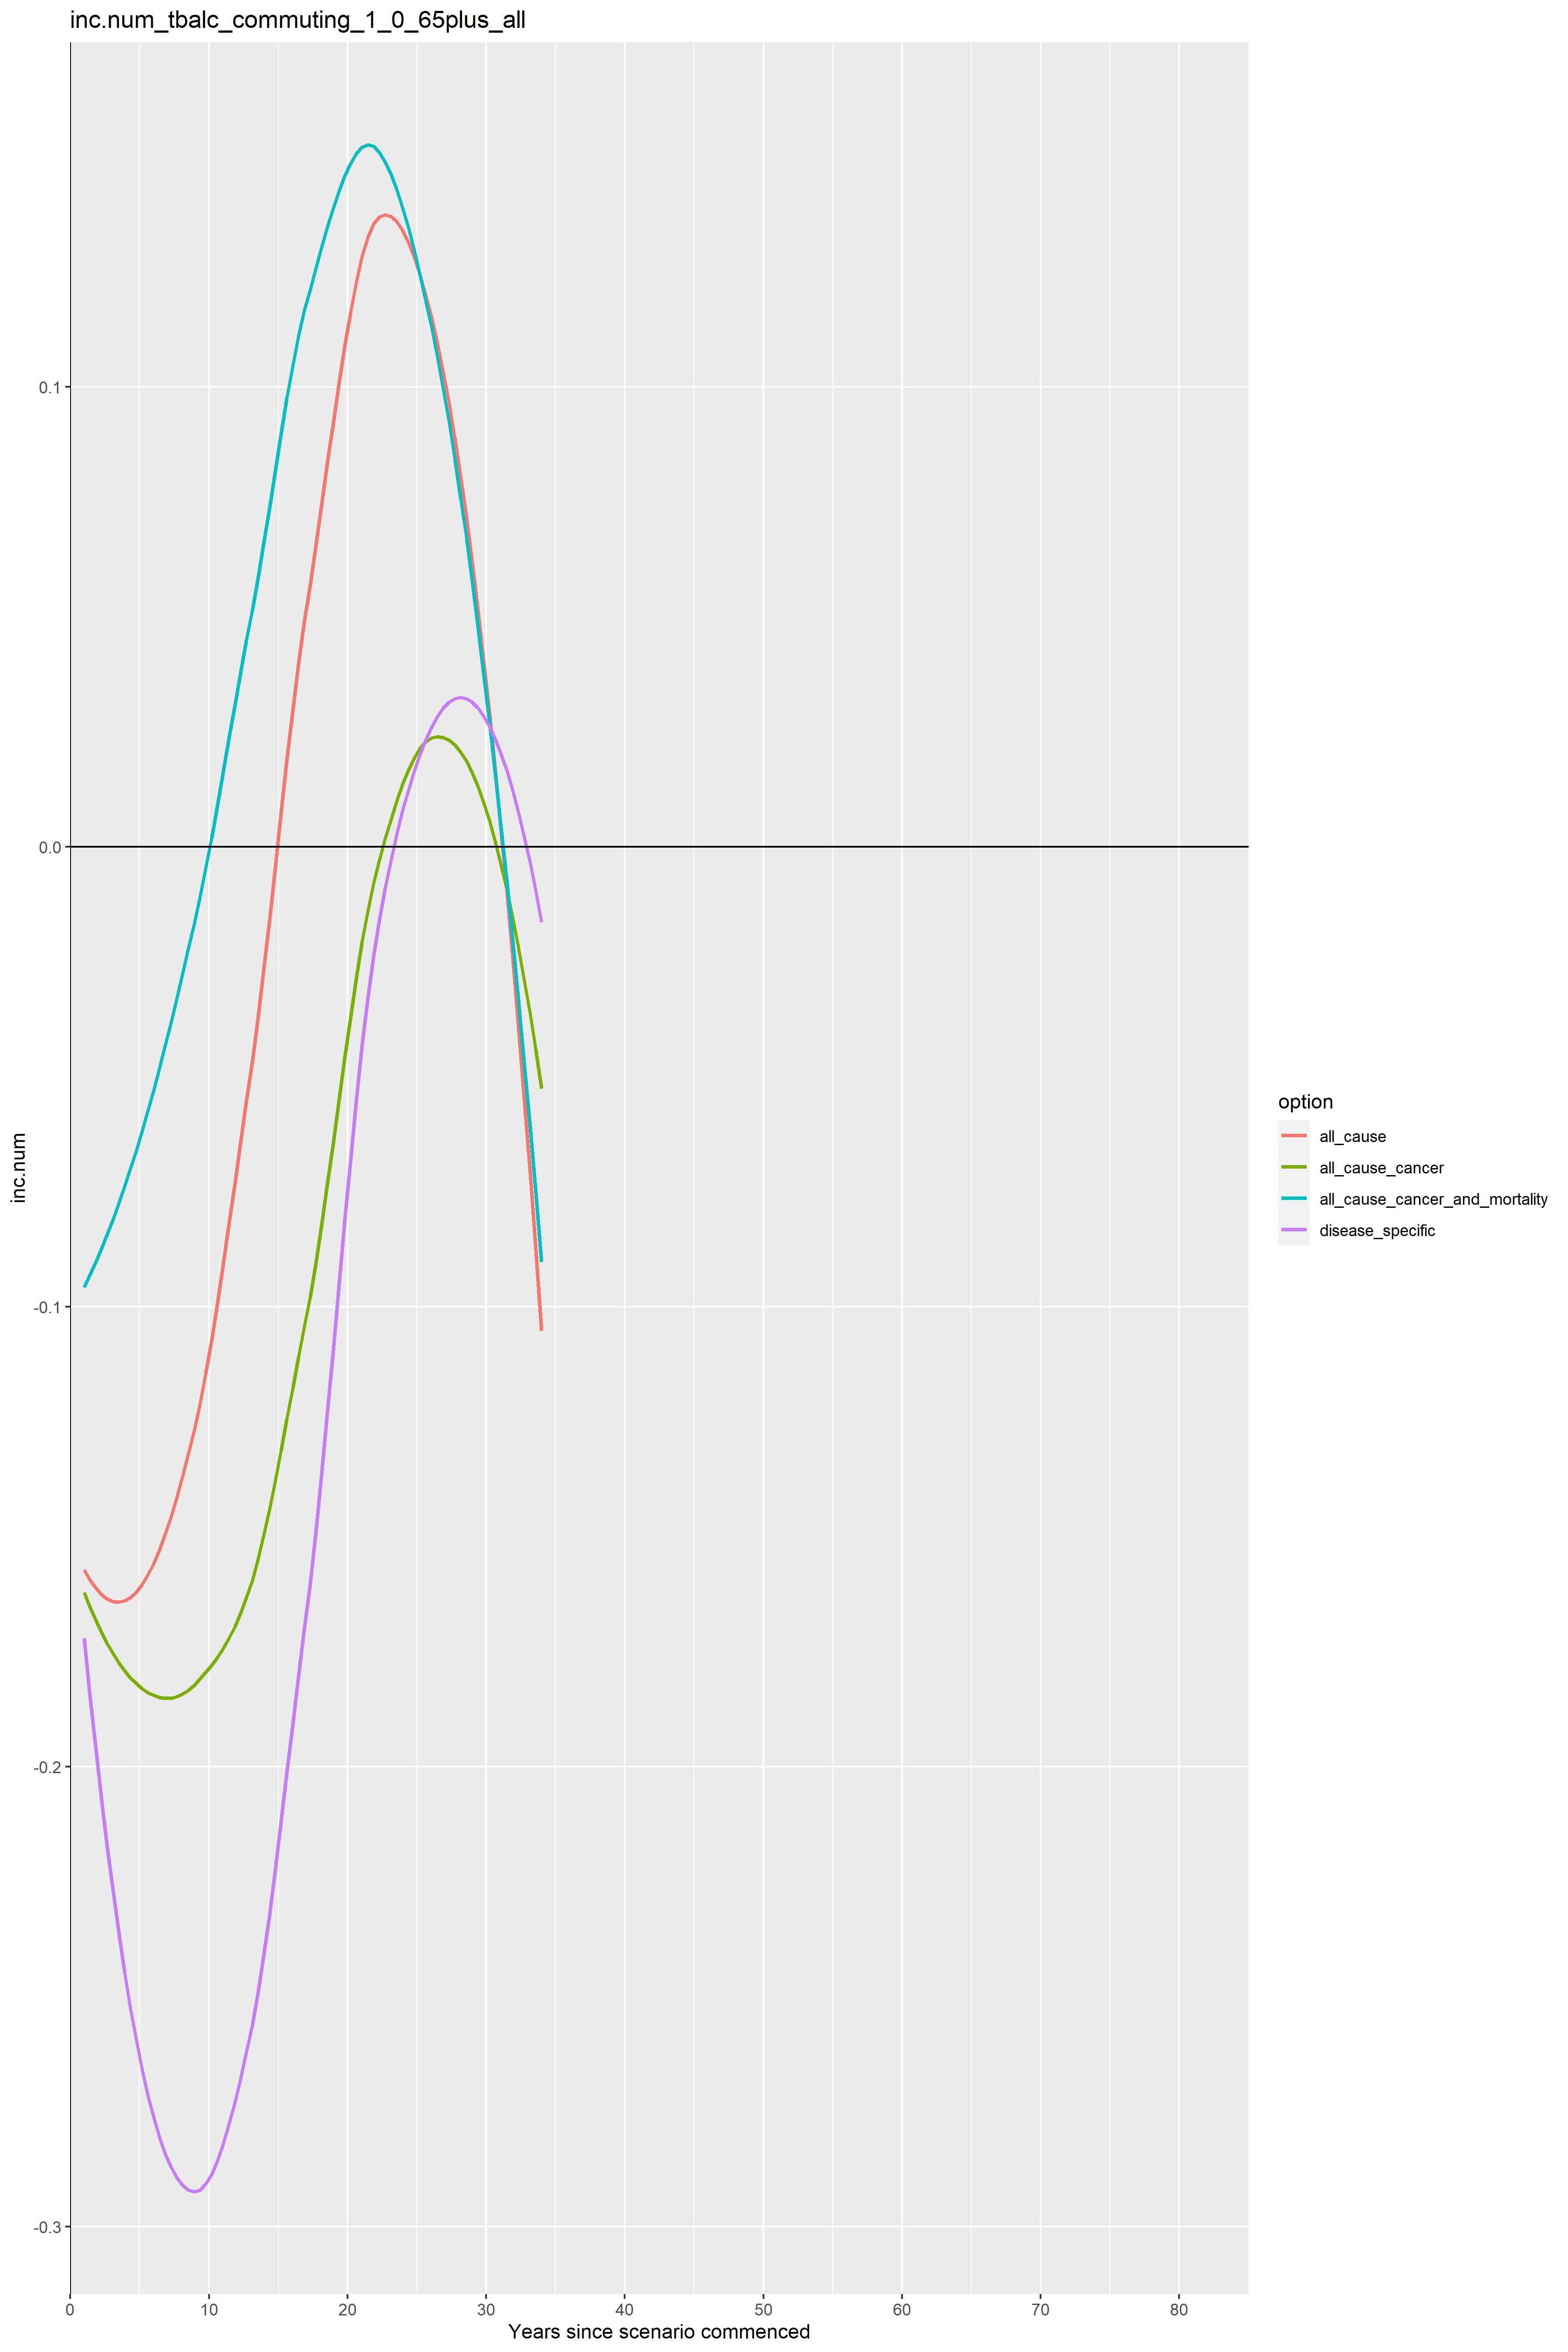 inc.num_tbalc_commuting_1_0_65plus_all
0.1
0.0
-0.1
-0.2
-0.3
inc.num
0 10 20 30 40 50 60 70 80
Years since scenario commenced
option
all_cause
all_cause_cancer
all_cause_cancer_and_mortality
disease_specific